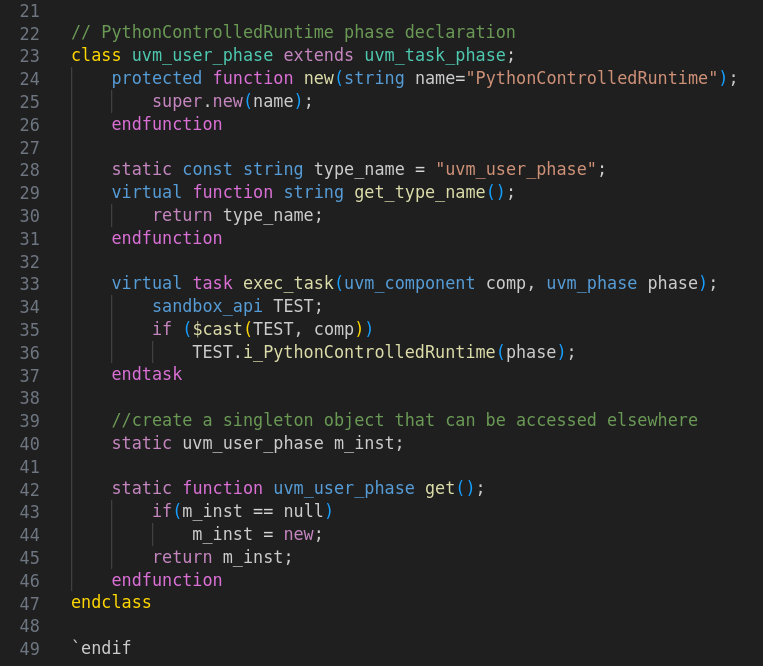 21
22 // PythonControlledRuntime phase declaration
23 class uvm_user_phase extends uvm_task_phase;
24     protected function new(string name="PythonControlledRuntime");
25         super.new(name);
26     endfunction
27
28     static const string type_name = "uvm_user_phase";
29     virtual function string get_type_name();
30         return type_name;
31     endfunction
32
33     virtual task exec_task(uvm_component comp, uvm_phase phase);
34         sandbox_api TEST;
35         if ($cast(TEST, comp))
36             TEST.i_PythonControlledRuntime(phase);
37     endtask
38
39     //create a singleton object that can be accessed elsewhere
40     static uvm_user_phase m_inst;
41
42     static function uvm_user_phase get();
43         if(m_inst == null)
44             m_inst = new;
45         return m_inst;
46     endfunction
47 endclass
48
49 `endif